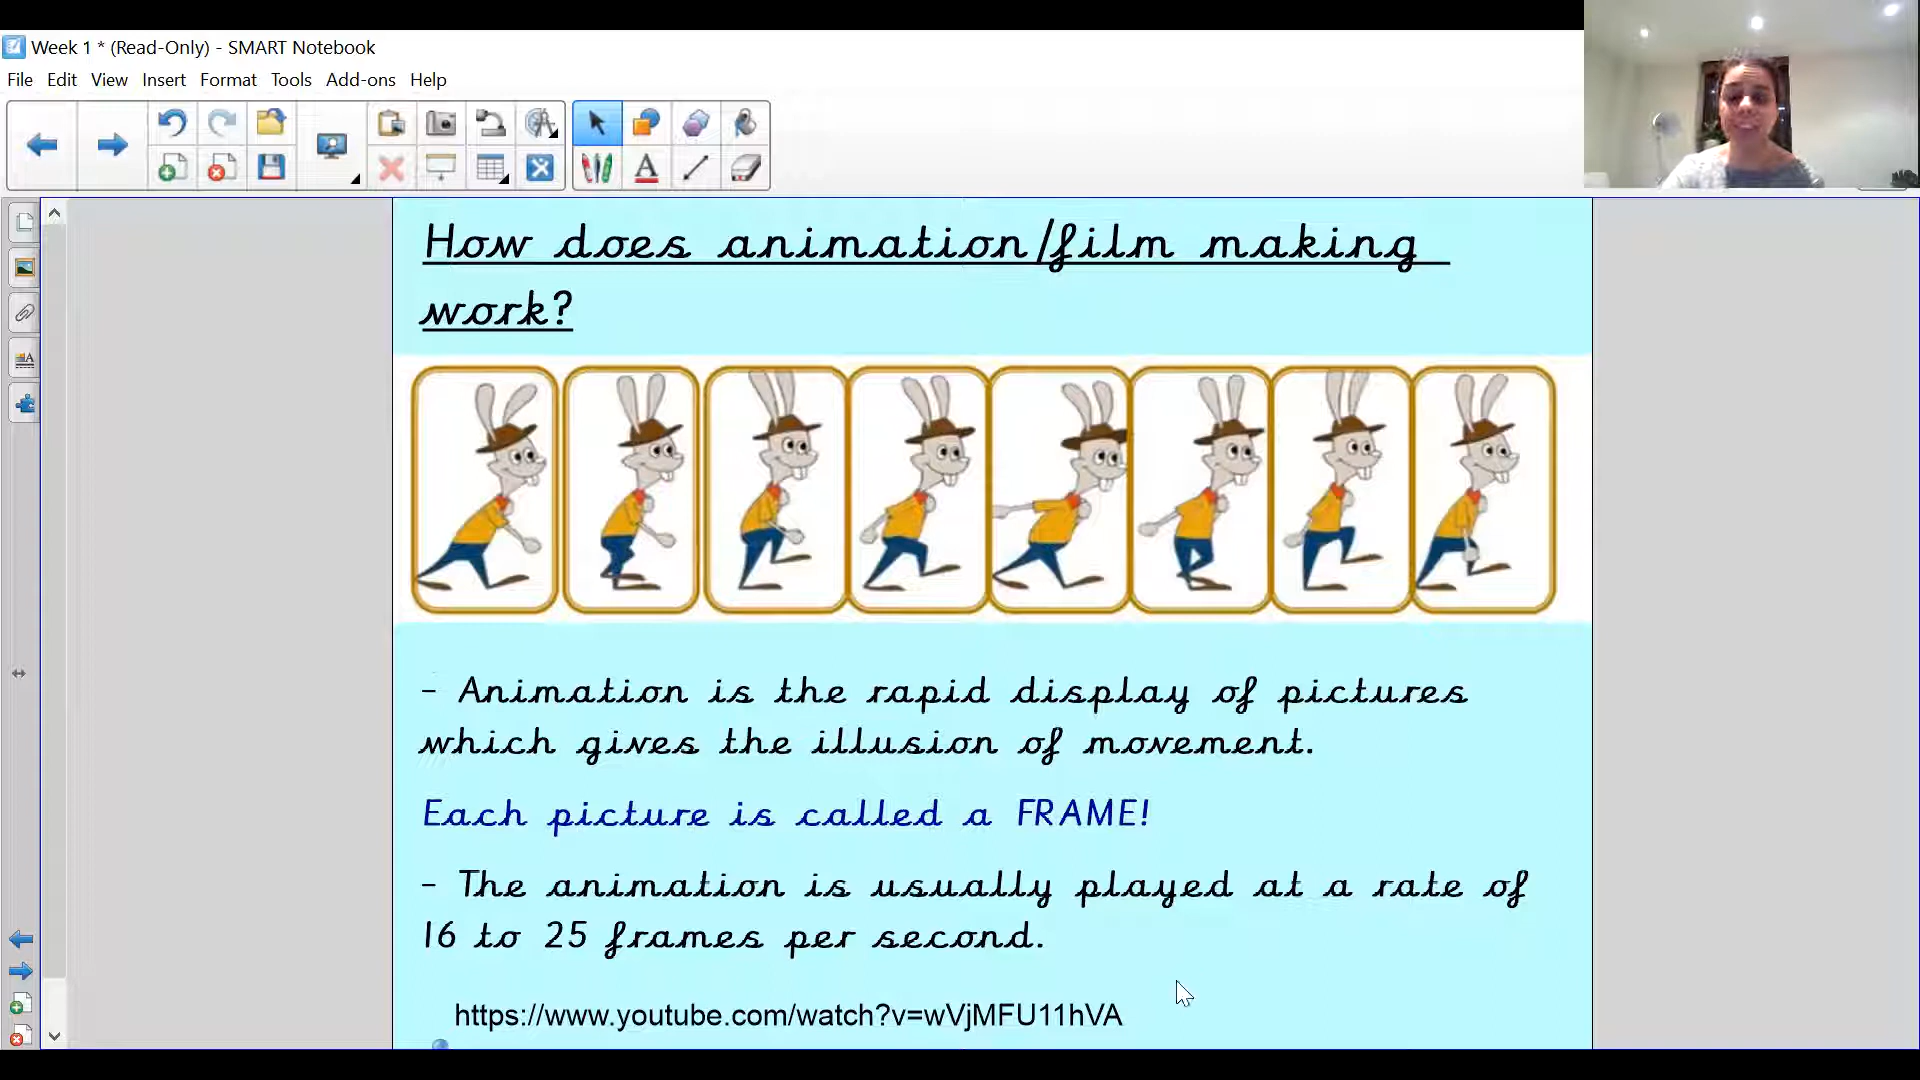 Week 1 * (Read-Only) - SMART Notebook
File Edit View Insert Format Tools Add-ons Help
How does animation/film making
work?
- Animation is the rapid display of pictures
which gives the illusion of movement.
Each picture is called a FRAME!
- The animation is usually played at a rate of
16 to 25 frames per second.
https://www.youtube.com/watch?v=wVjMFU11hVA